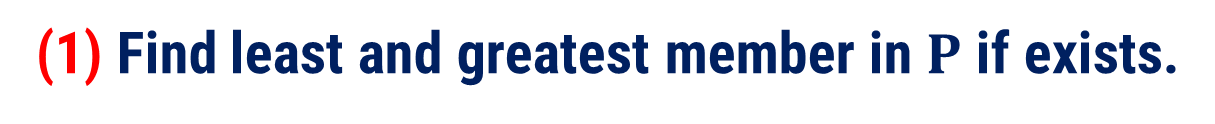 (1) Find least and greatest member in P if exists.